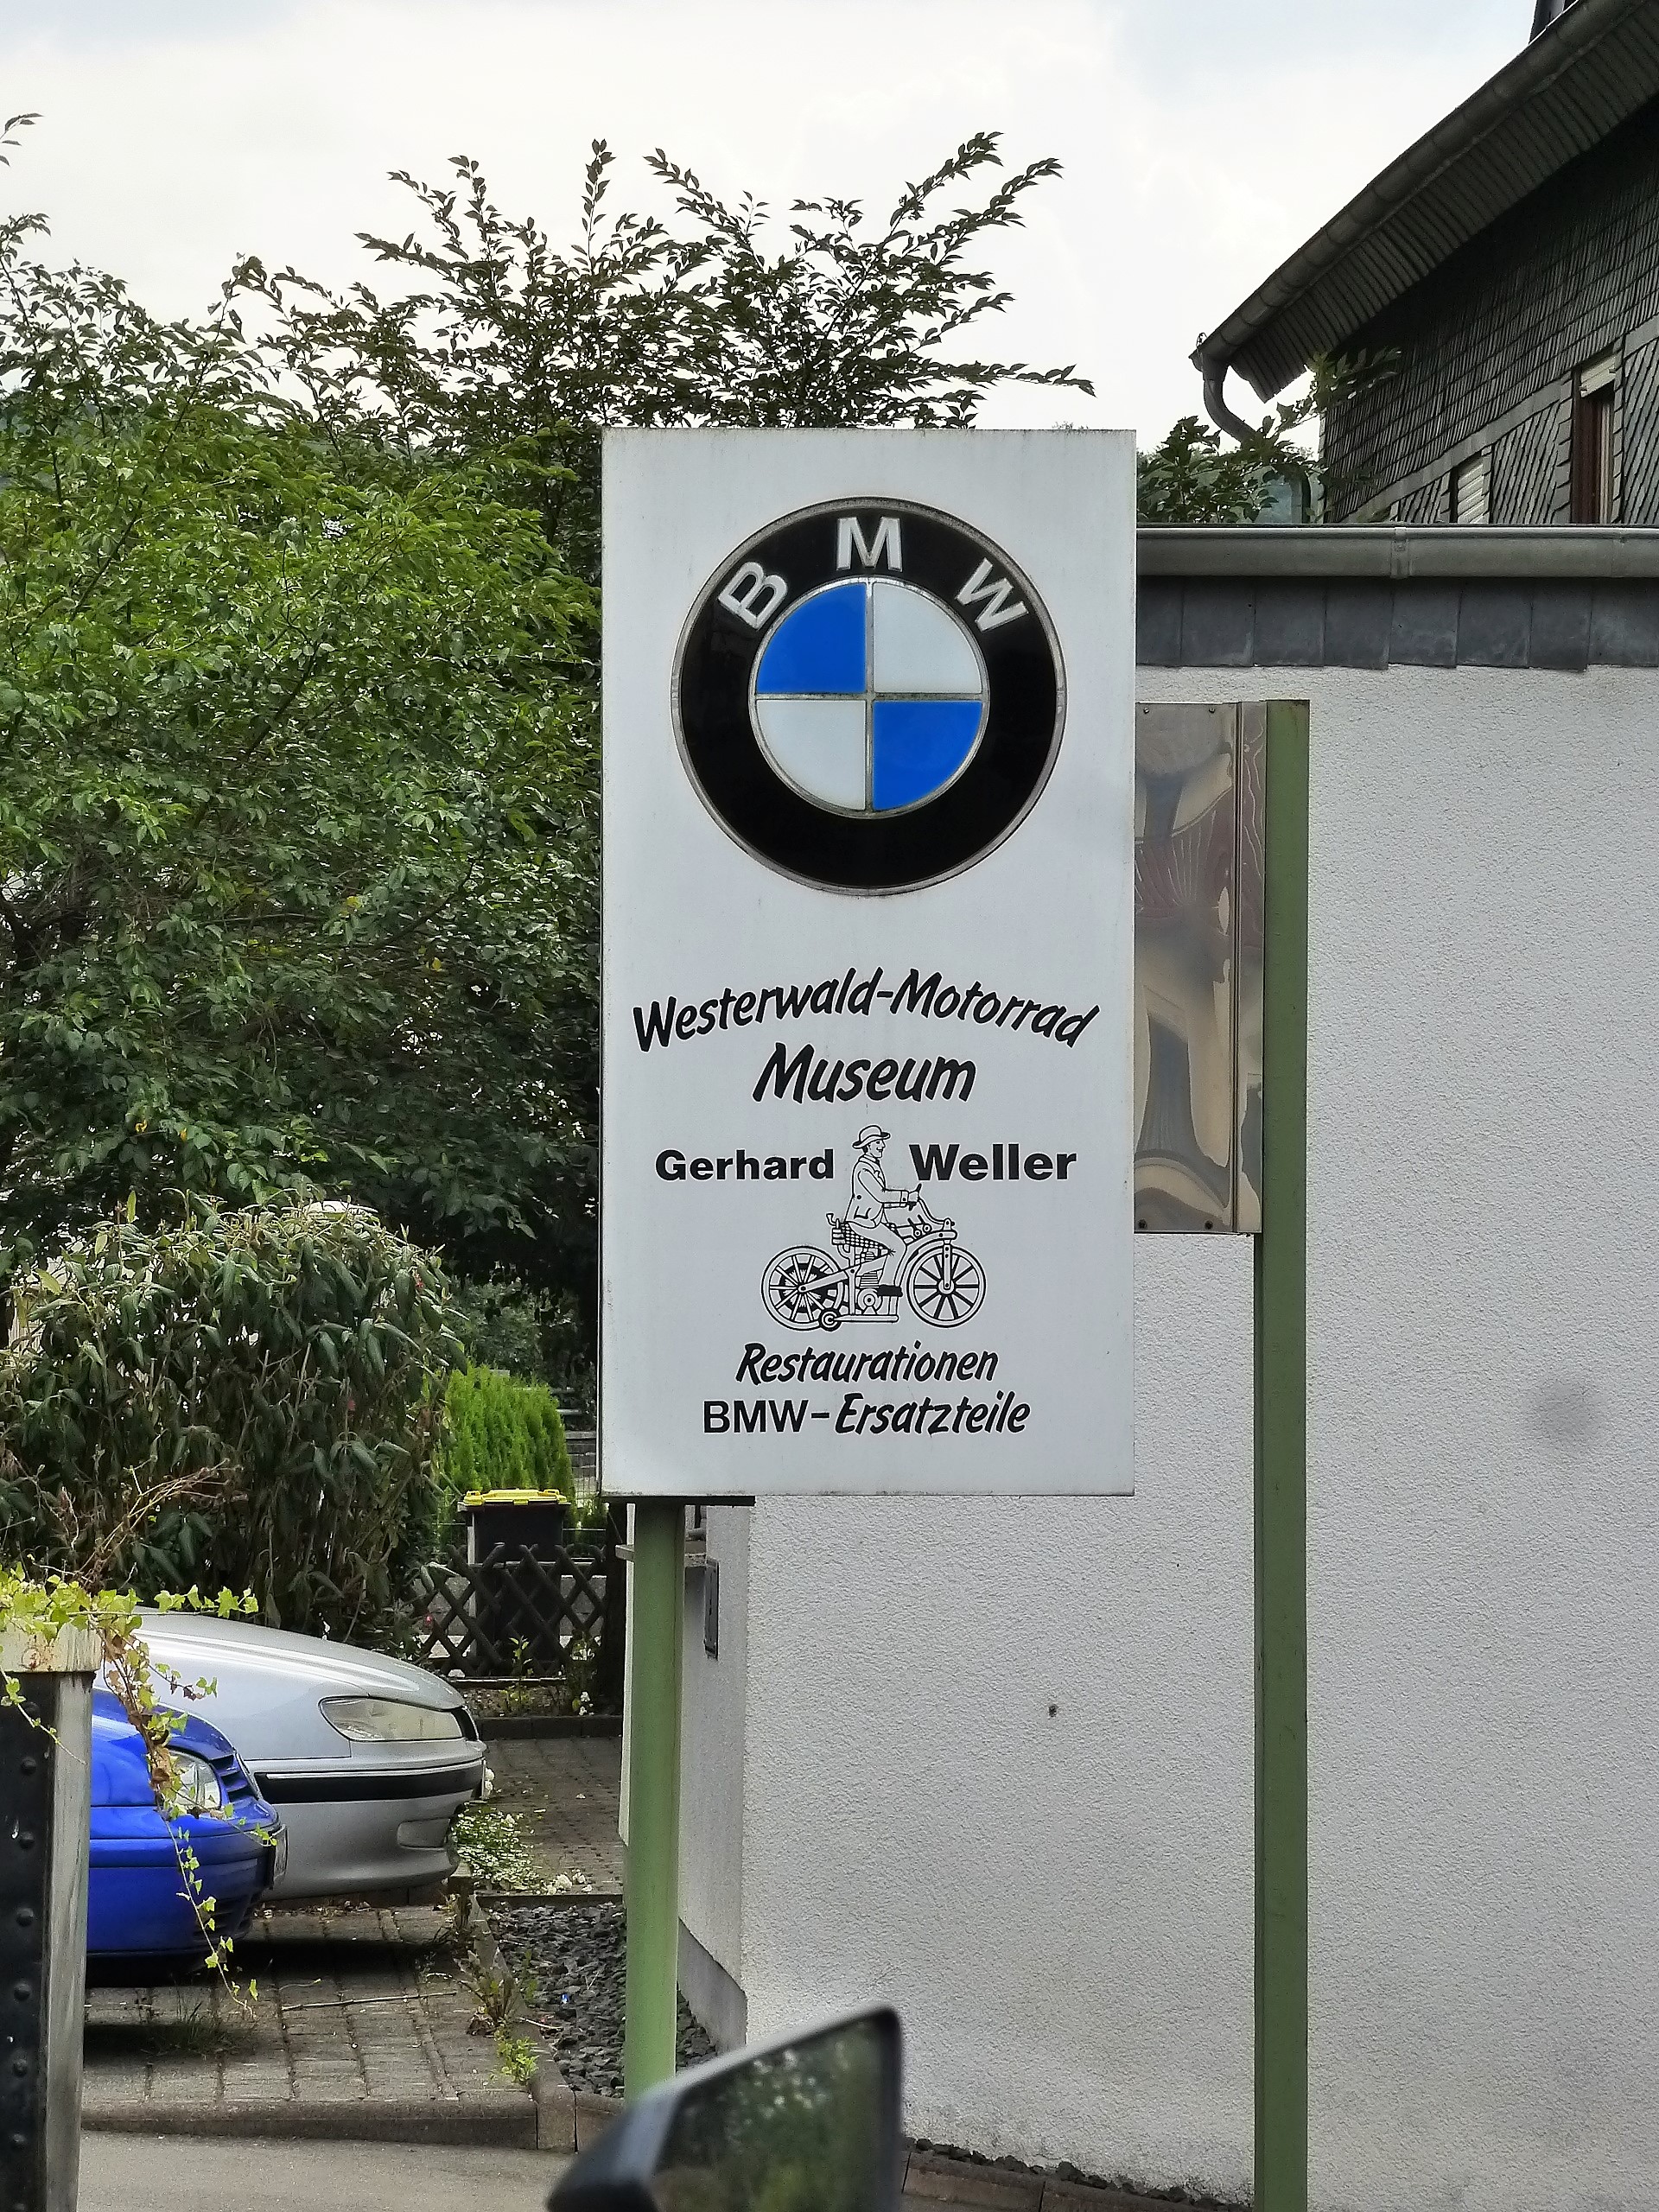 BMW
Westerwald-Motorrad
Museum
Gerhard Weller
Restaurationen
BMW-Ersatzteile